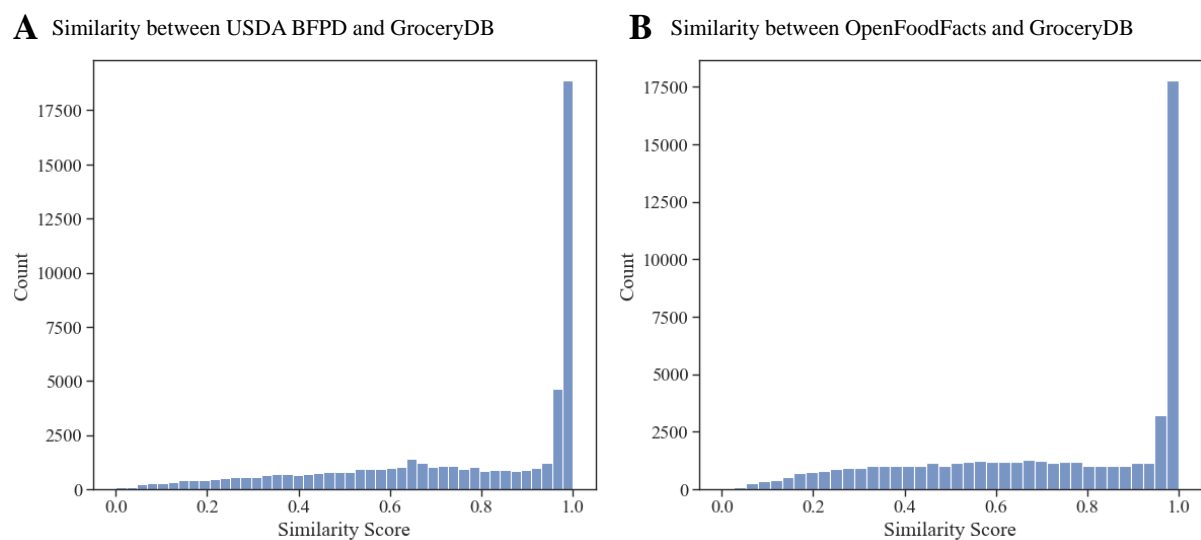 A Similarity between USDA BFPD and GroceryDB
17500
15000
12500
10000
7500
5000
2500
0
Count
0.0 0.2 0.4 0.6 0.8 1.0
Similarity Score
B Similarity between OpenFoodFacts and GroceryDB
17500
15000
12500
10000
7500
5000
2500
0
Count
0.0 0.2 0.4 0.6 0.8 1.0
Similarity Score